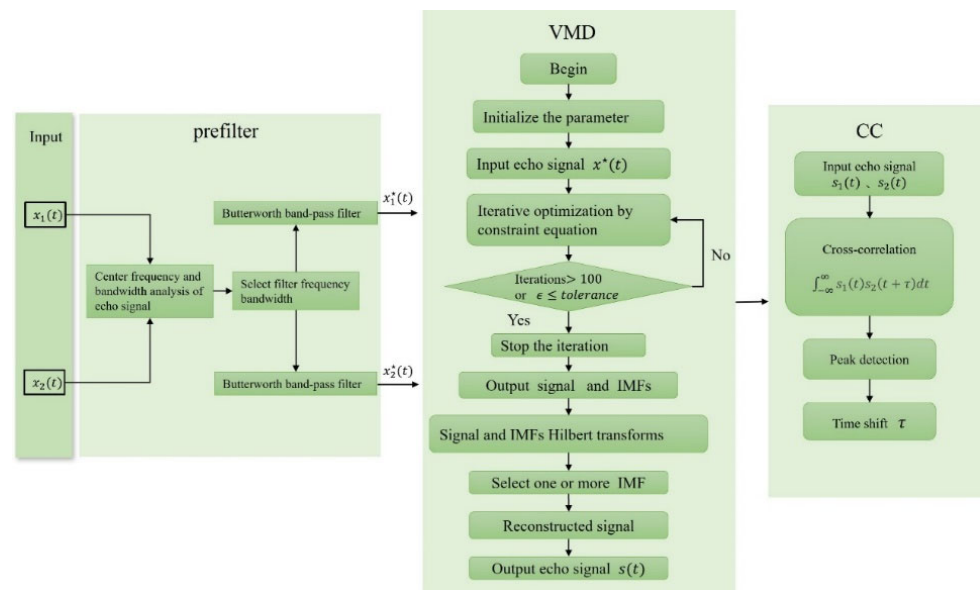 Input
x₁(t)
x₂(t)
prefilter
Center frequency and
bandwidth analysis of
echo signal
Select filter frequency
bandwidth
Butterworth band-pass filter
Butterworth band-pass filter
x₁*(t)
x₂*(t)
VMD
Begin
Initialize the parameter
Input echo signal x*(t)
Iterative optimization by
constraint equation
Iterations> 100
or ϵ ≤ tolerance
No
Yes
Stop the iteration
Output signal and IMFs
Signal and IMFs Hilbert transforms
Select one or more IMF
Reconstructed signal
Output echo signal s(t)
CC
Input echo signal
s₁(t) 、s₂(t)
Cross-correlation
∫₋∞^∞ s₁(t)s₂(t + τ)dt
Peak detection
Time shift τ